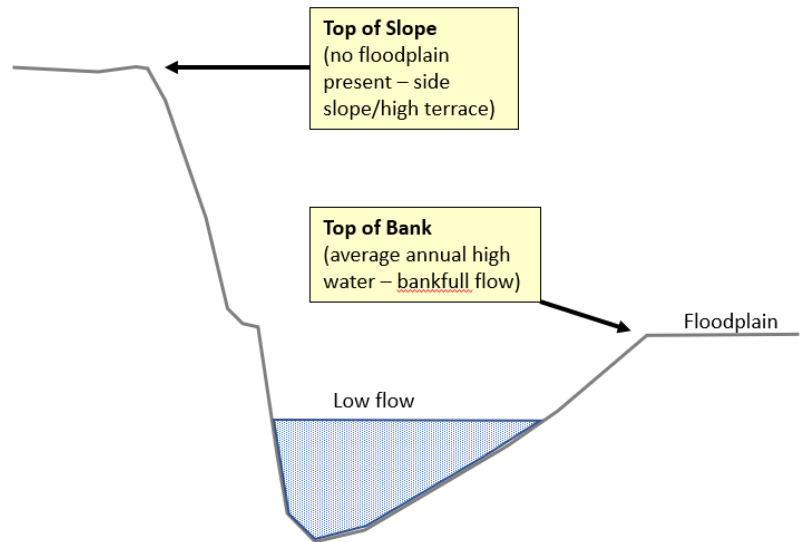 Top of Slope
(no floodplain
present – side
slope/high terrace)
Top of Bank
(average annual high
water – bankfull flow)
Floodplain
Low flow